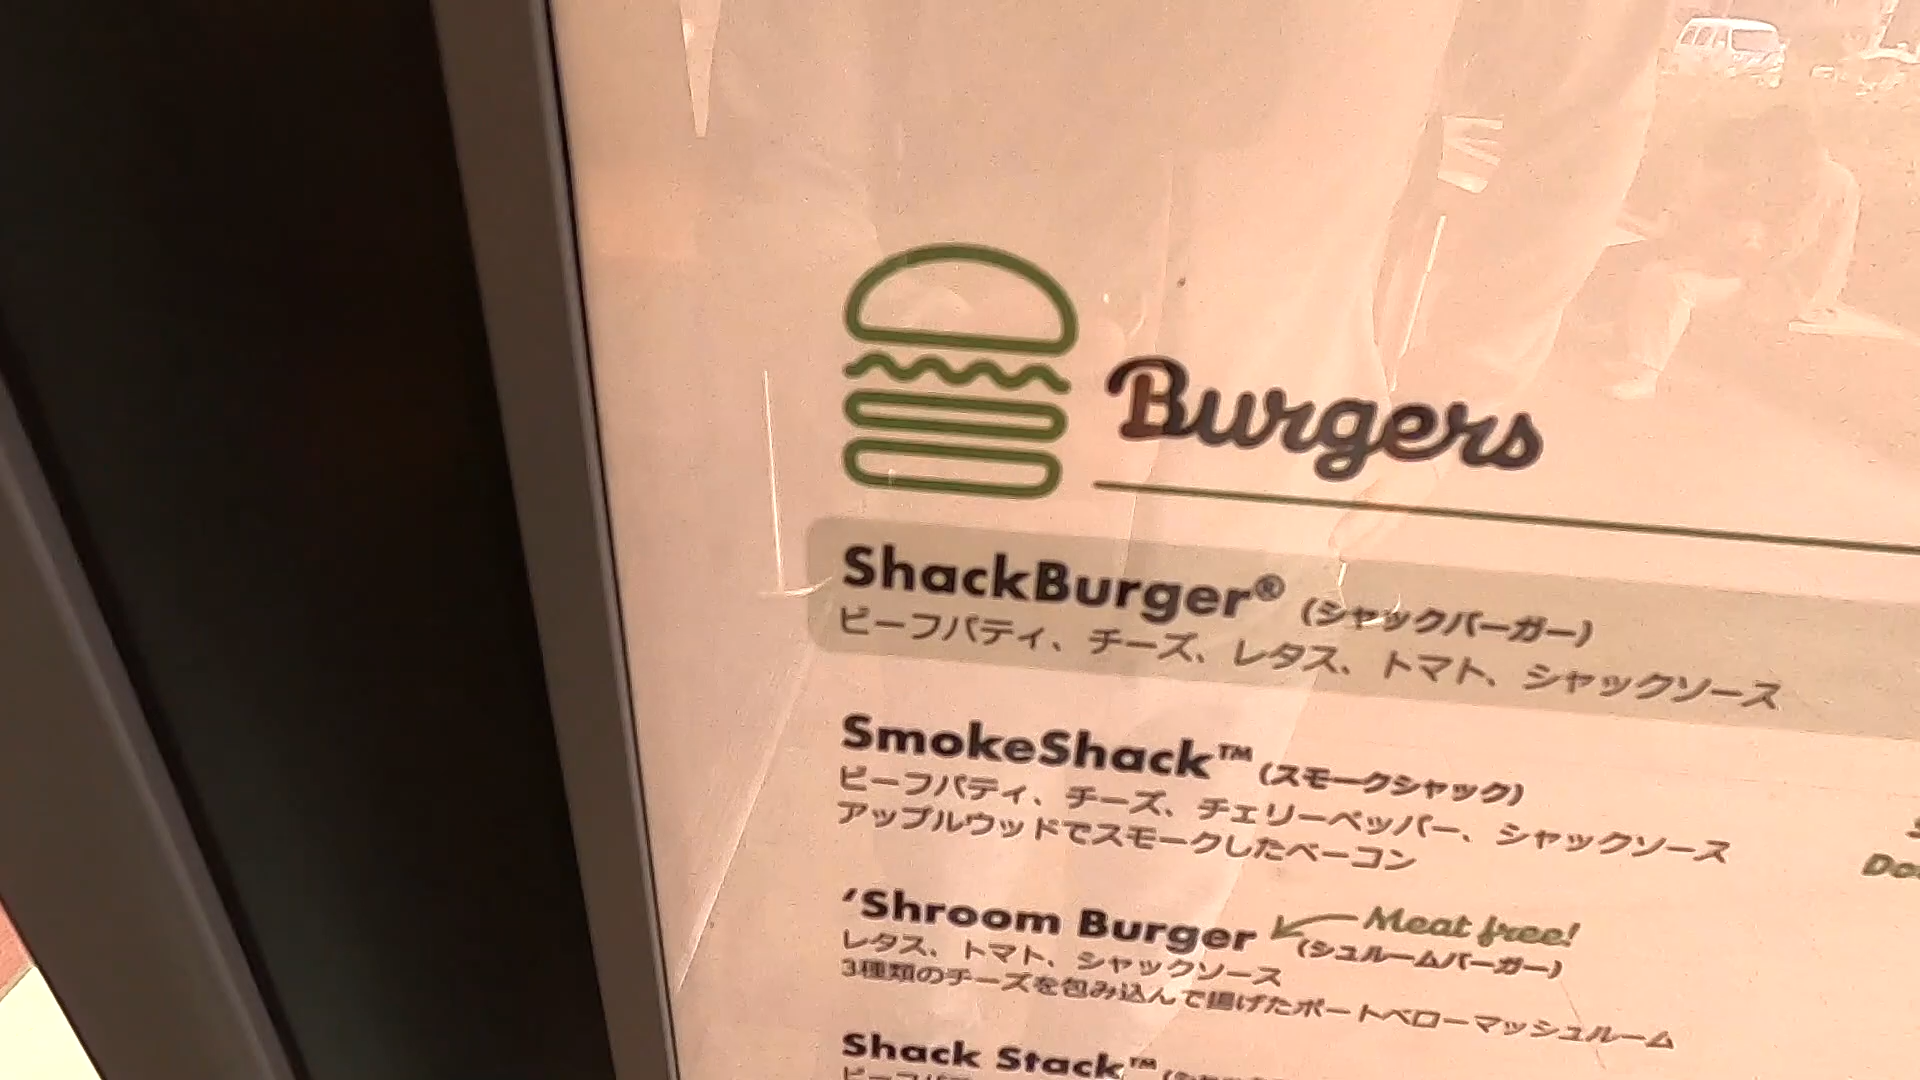 Burgers
ShackBurger® (シャックバーガー)
ビーフパティ、チーズ、レタス、トマト、シャックソース
SmokeShack™ (スモークシャック)
ビーフパティ、チーズ、チェリーペッパー、シャックソース
アップルウッドでスモークしたベーコン
‘Shroom Burger Meat free!
(シュルームバーガー)
レタス、トマト、シャックソース
3種類のチーズを包み込んで揚げたポートベローマッシュルーム
Shack Stack™